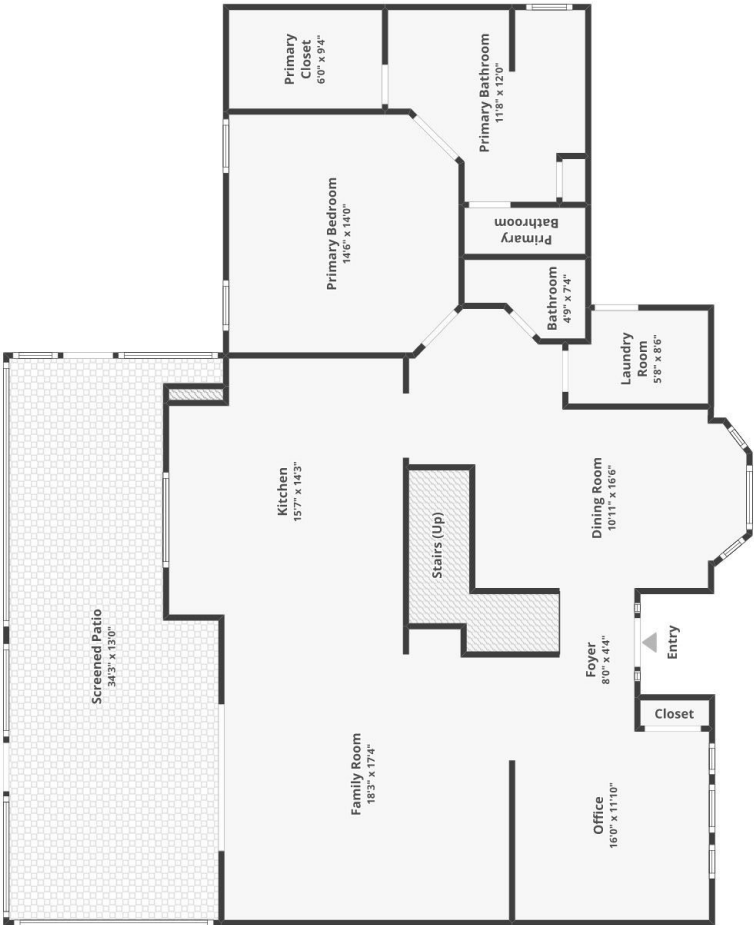 Primary
Closet
6'0" x 9'4"
Primary Bathroom
11'8" x 12'0"
Primary Bedroom
14'6" x 14'0"
Primary
Bathroom
Bathroom
4'9" x 7'4"
Laundry
Room
5'8" x 8'6"
Kitchen
15'7" x 14'3"
Dining Room
10'11" x 16'6"
Stairs (Up)
Screened Patio
34'3" x 13'0"
Foyer
8'0" x 4'4"
Entry
Closet
Family Room
18'3" x 17'4"
Office
16'0" x 11'10"